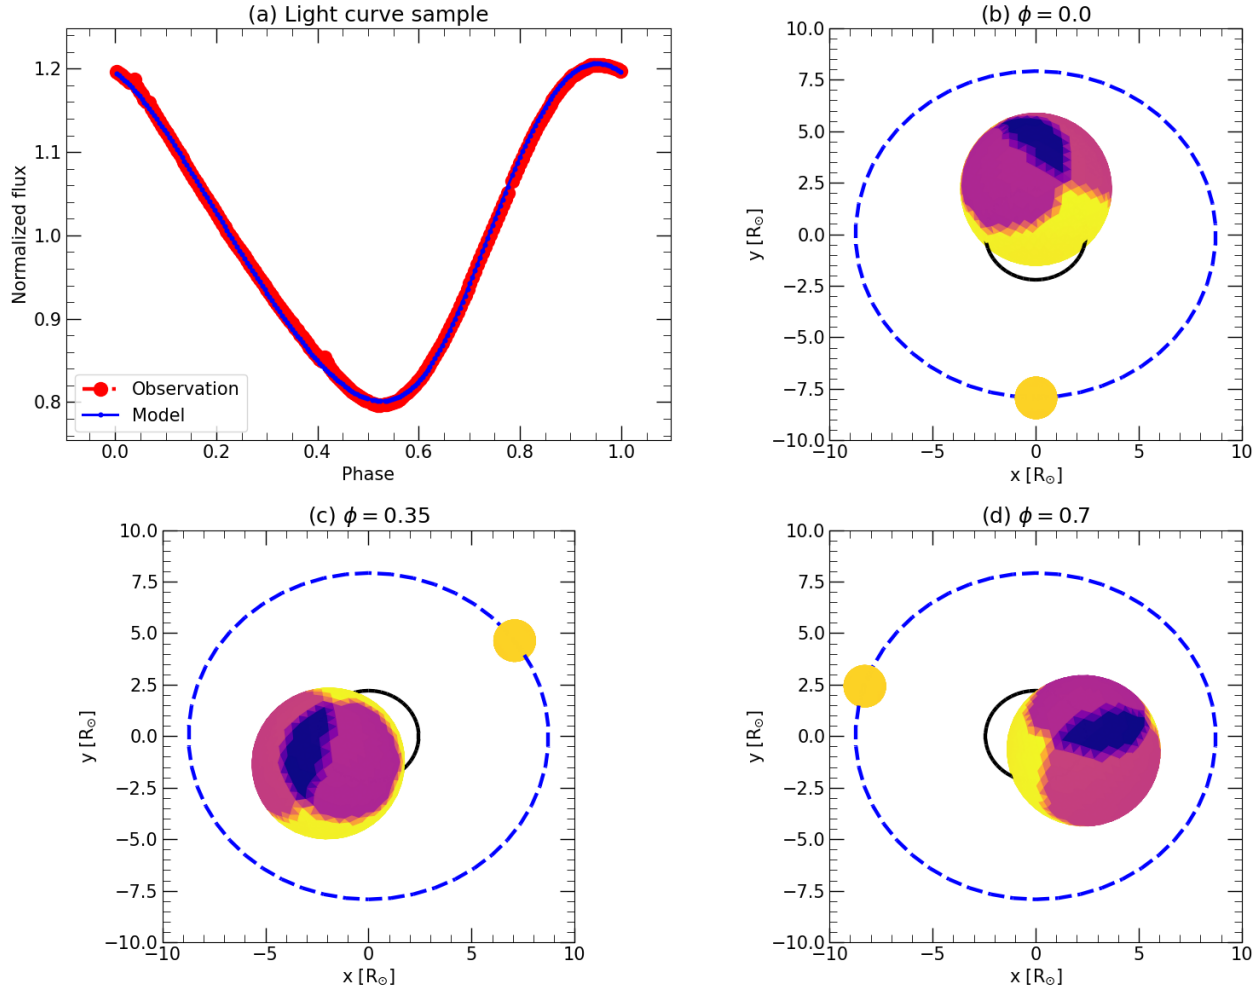 (a) Light curve sample
1.2
1.1
1.0
0.9
0.8
Normalized flux
Observation
Model
0.0 0.2 0.4 0.6 0.8 1.0
Phase
(b) ϕ = 0.0
10.0
7.5
5.0
2.5
0.0
−2.5
−5.0
−7.5
−10.0
y [R☉]
−10 −5 0 5 10
x [R☉]
(c) ϕ = 0.35
10.0
7.5
5.0
2.5
0.0
−2.5
−5.0
−7.5
−10.0
y [R☉]
−10 −5 0 5 10
x [R☉]
(d) ϕ = 0.7
10.0
7.5
5.0
2.5
0.0
−2.5
−5.0
−7.5
−10.0
y [R☉]
−10 −5 0 5 10
x [R☉]